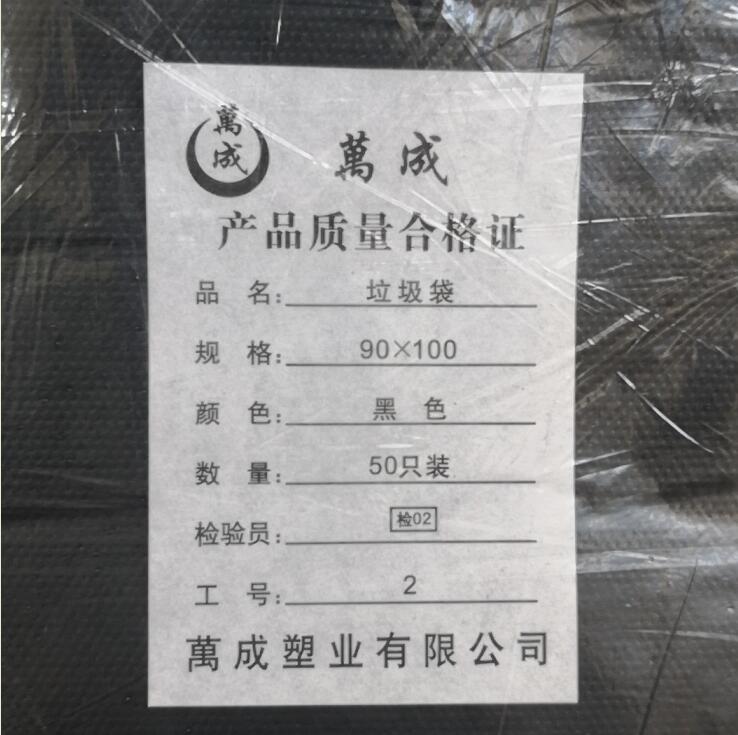 萬成
萬成
产品质量合格证
品 名：垃圾袋
规 格：90×100
颜 色：黑 色
数 量：50只装
检验员：检02
工 号：2
萬成塑业有限公司